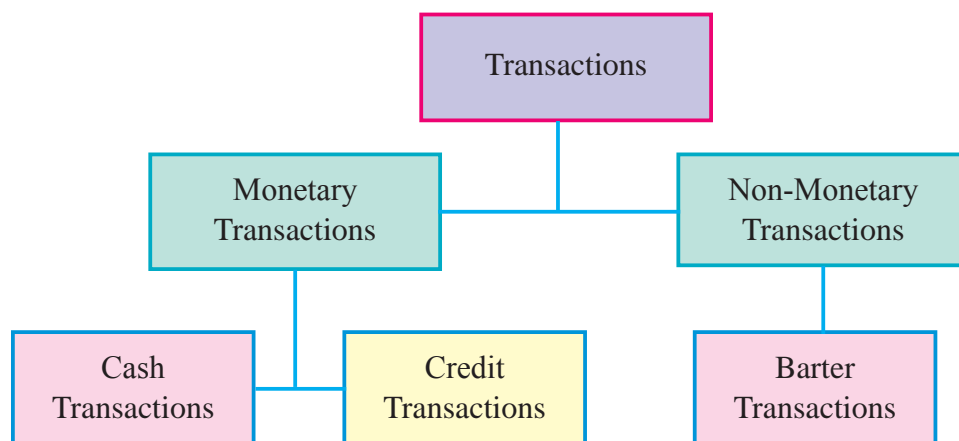 Transactions
Monetary
Transactions
Non-Monetary
Transactions
Cash
Transactions
Credit
Transactions
Barter
Transactions